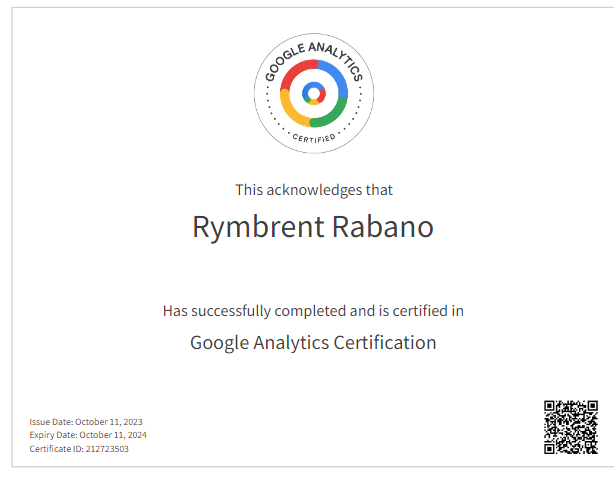 GOOGLE ANALYTICS
CERTIFIED
This acknowledges that
Rymbrent Rabano
Has successfully completed and is certified in
Google Analytics Certification
Issue Date: October 11, 2023
Expiry Date: October 11, 2024
Certificate ID: 212723503